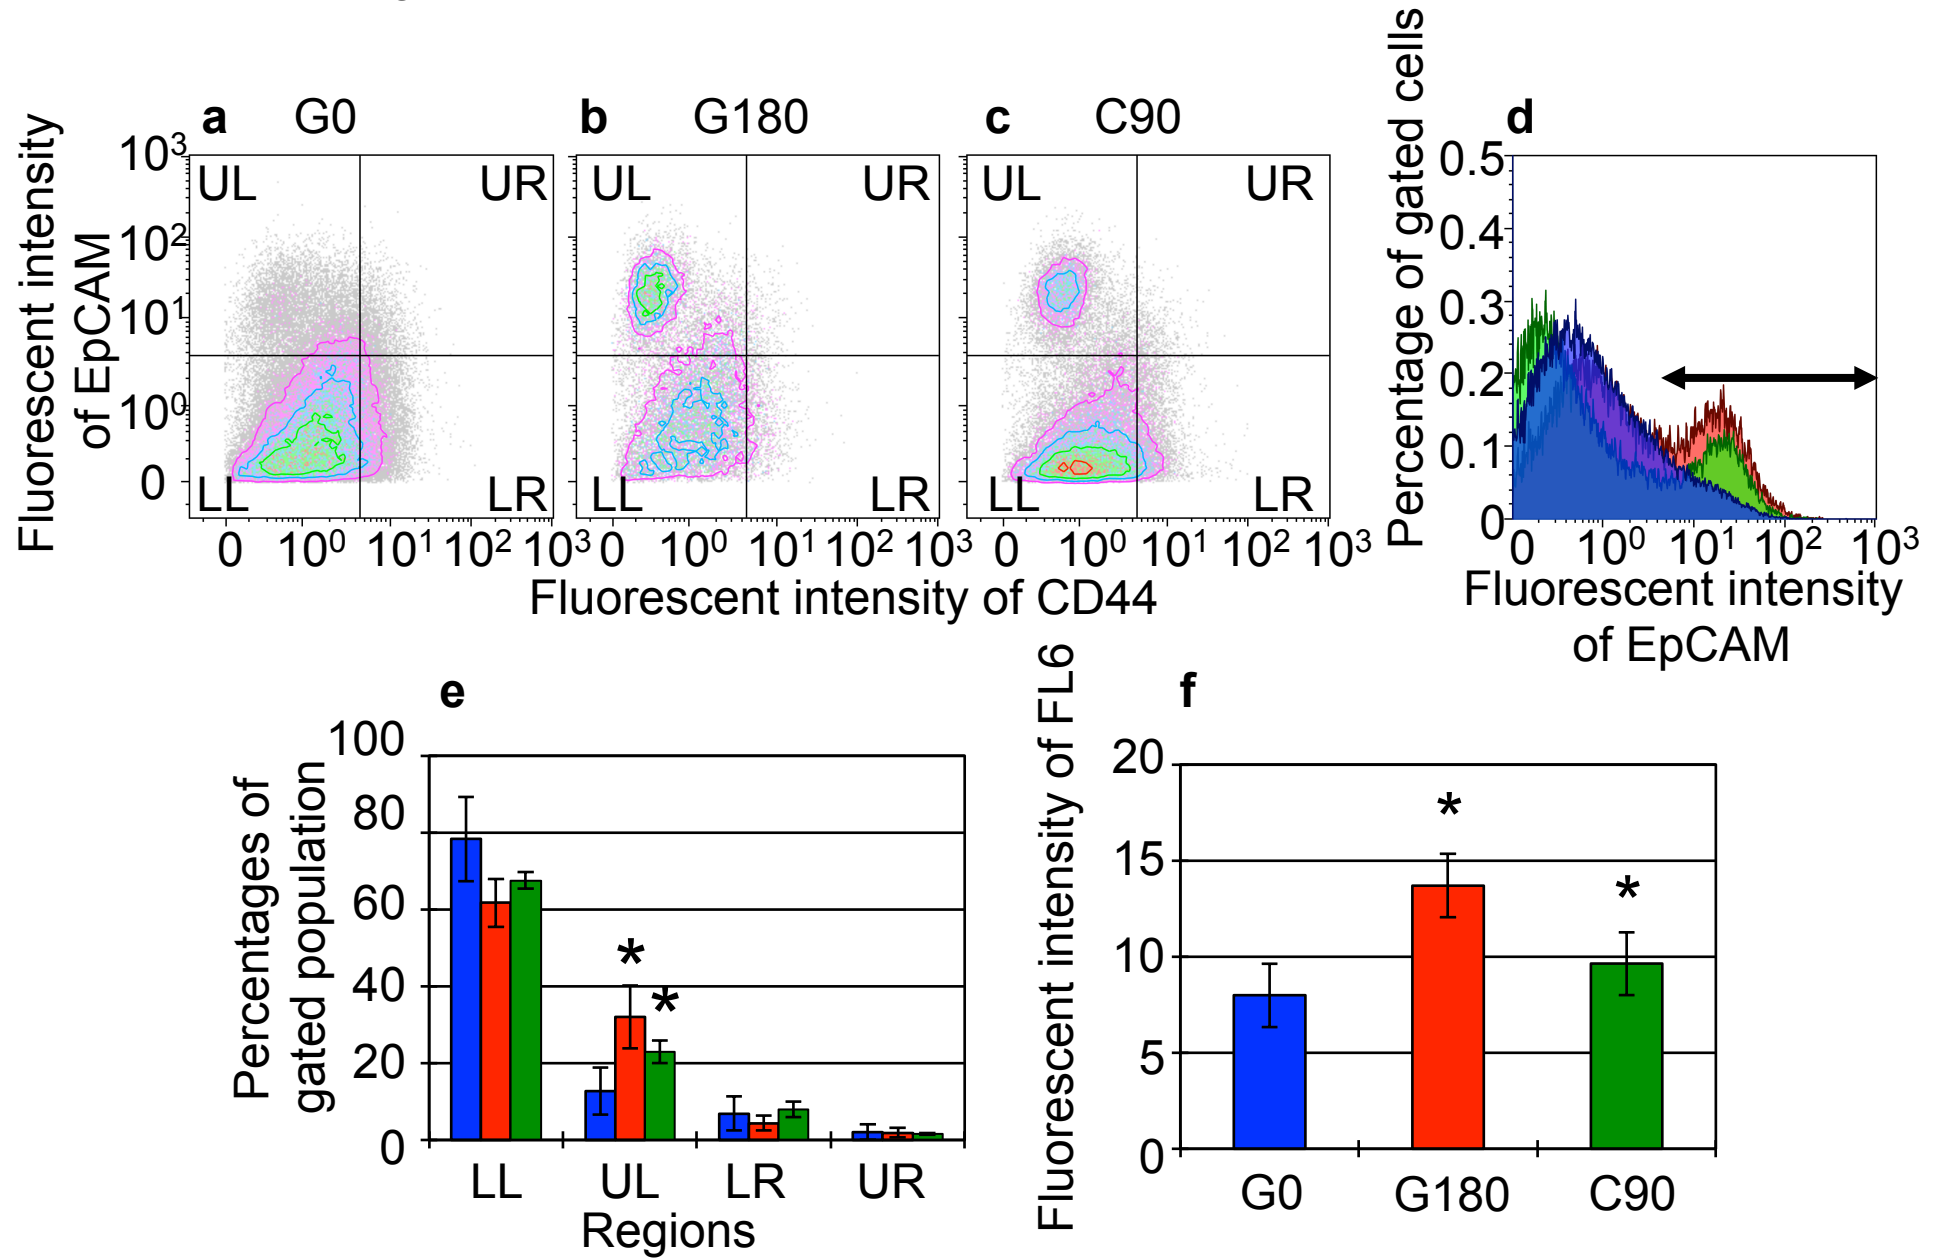 a G0
b G180
c C90
d
Fluorescent intensity
of EpCAM
10³
10²
10¹
10⁰
0
UL UR
LL LR
UL UR
LL LR
UL UR
LL LR
0 10⁰ 10¹ 10² 10³
0 10⁰ 10¹ 10² 10³
0 10⁰ 10¹ 10² 10³
Fluorescent intensity of CD44
Percentage of gated cells
0.5
0.4
0.3
0.2
0.1
0
0 10⁰ 10¹ 10² 10³
Fluorescent intensity
of EpCAM
e
Percentages of
gated population
100
80
60
40
20
0
*
*
LL UL LR UR
Regions
f
Fluorescent intensity of FL6
20
15
10
5
0
*
*
G0 G180 C90